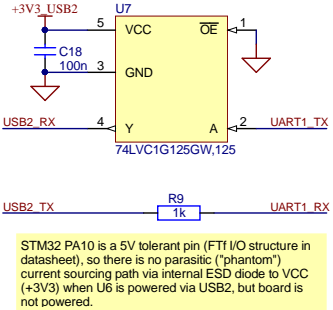 +3V3_USB2
U7
5 VCC OE 1
C18
100n
3 GND
USB2_RX 4 Y A 2 UART1_TX
74LVC1G125GW,125
R9
USB2_TX 1k UART1_RX
STM32 PA10 is a 5V tolerant pin (FTf I/O structure in
datasheet), so there is no parasitic ("phantom")
current sourcing path via internal ESD diode to VCC
(+3V3) when U6 is powered via USB2, but board is
not powered.